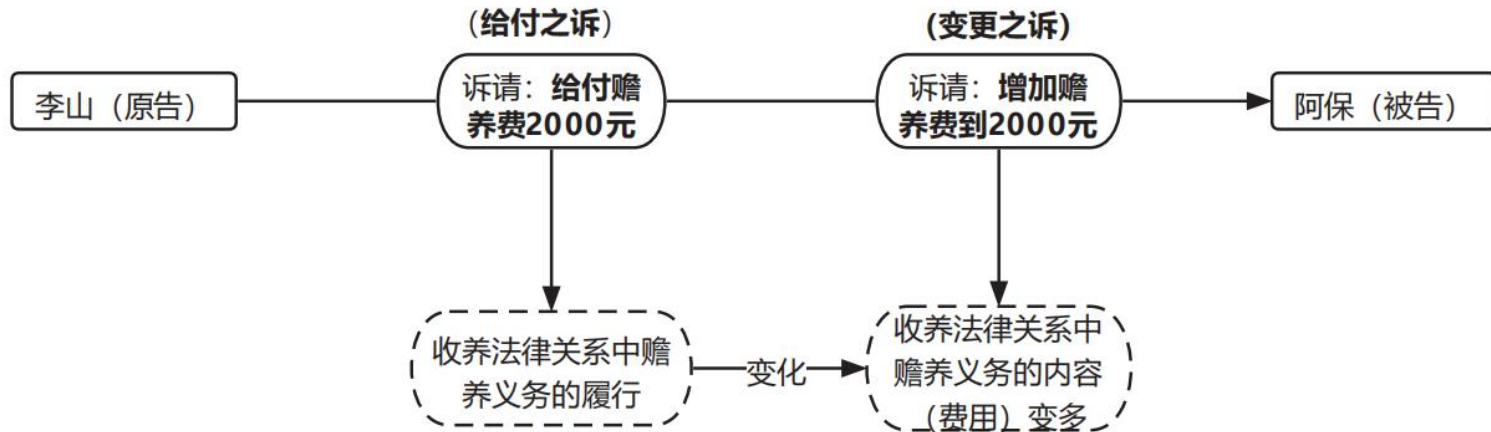 (给付之诉)
(变更之诉)
李山（原告）
诉请：给付赡
养费2000元
诉请：增加赡
养费到2000元
阿保（被告）
收养法律关系中赡
养义务的履行
变化
收养法律关系中
赡养义务的内容
（费用）变多